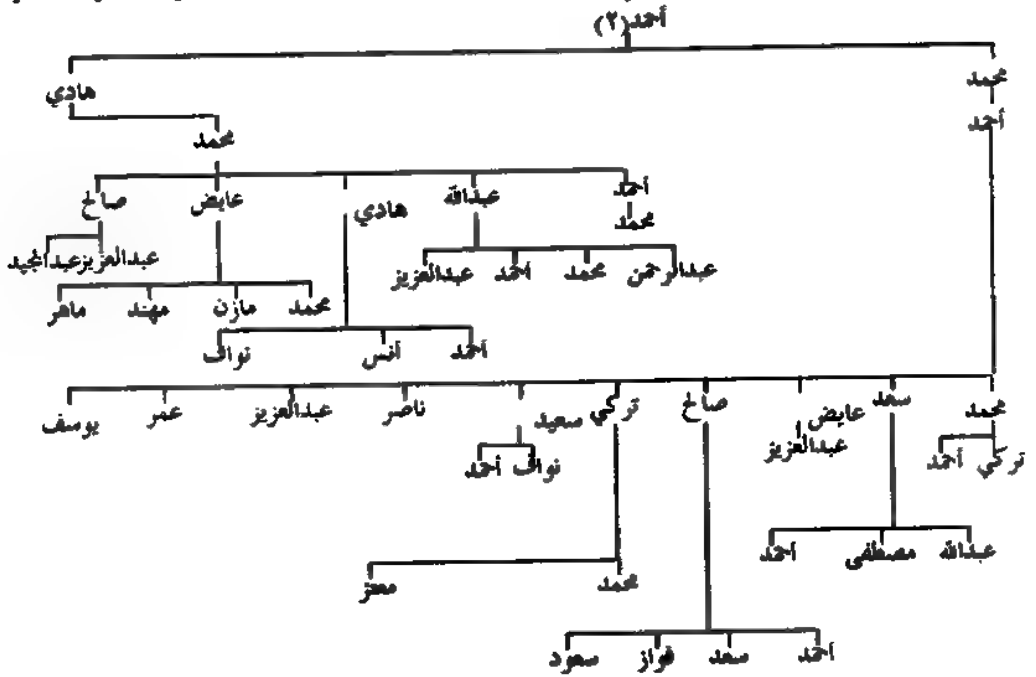 أحمد (٢)
محمد
هادي
أحمد
محمد
أحمد
عبدالله
هادي
عايض
صالح
محمد
عبدالرحمن
محمد
أحمد
عبدالعزيز
عبدالعزيز
عبدالمجيد
محمد
مازن
مهند
ماهر
أحمد
أنس
نواف
محمد
سعد
عايض
صالح
تركي
سعيد
ناصر
عبدالعزيز
عمر
يوسف
تركي
أحمد
عبدالعزيز
نواف
أحمد
عبدالله
مصطفى
أحمد
محمد
معتز
أحمد
سعد
فواز
سعود